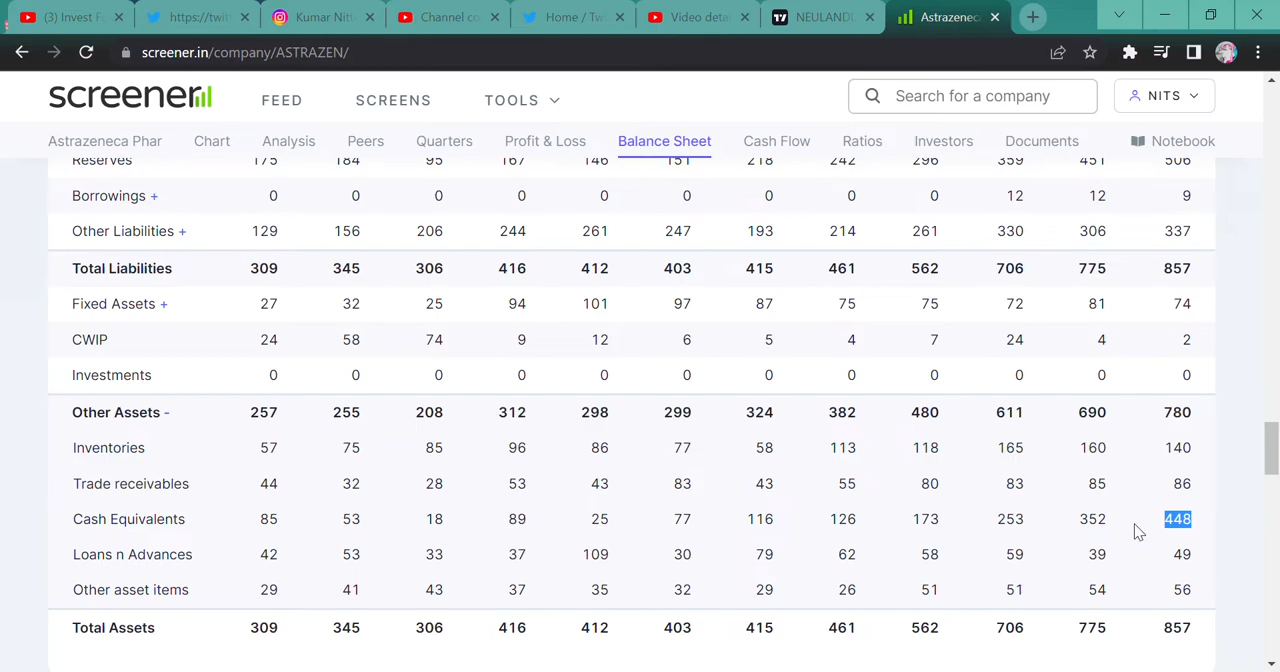 (3) Invest F
https://twitt
Kumar Nitt
Channel co
Home / Tw
Video detai
NEULAND
Astrazenec
screener.in/company/ASTRAZEN/
screener
FEED
SCREENS
TOOLS
Search for a company
NITS
Astrazeneca Phar Chart Analysis Peers Quarters Profit & Loss Balance Sheet Cash Flow Ratios Investors Documents Notebook
Reserves 175 184 95 167 146 151 218 242 296 359 451 506
Borrowings + 0 0 0 0 0 0 0 0 0 12 12 9
Other Liabilities + 129 156 206 244 261 247 193 214 261 330 306 337
Total Liabilities 309 345 306 416 412 403 415 461 562 706 775 857
Fixed Assets + 27 32 25 94 101 97 87 75 75 72 81 74
CWIP 24 58 74 9 12 6 5 4 7 24 4 2
Investments 0 0 0 0 0 0 0 0 0 0 0 0
Other Assets - 257 255 208 312 298 299 324 382 480 611 690 780
Inventories 57 75 85 96 86 77 58 113 118 165 160 140
Trade receivables 44 32 28 53 43 83 43 55 80 83 85 86
Cash Equivalents 85 53 18 89 25 77 116 126 173 253 352 448
Loans n Advances 42 53 33 37 109 30 79 62 58 59 39 49
Other asset items 29 41 43 37 35 32 29 26 51 51 54 56
Total Assets 309 345 306 416 412 403 415 461 562 706 775 857